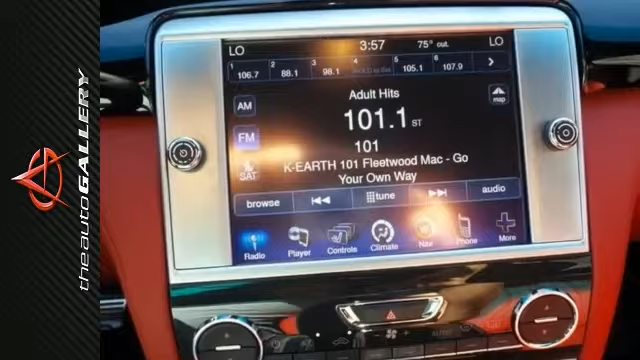 theautoGALLERY
LO 3:57 75° out. LO
1 106.7 2 88.1 3 98.1 4 5 105.1 6 107.9
Adult Hits
AM
map
101.1 ST
FM
101
SAT
K-EARTH 101 Fleetwood Mac - Go
Your Own Way
browse tune audio
Radio Player Controls Climate Nav Phone More
AUTO